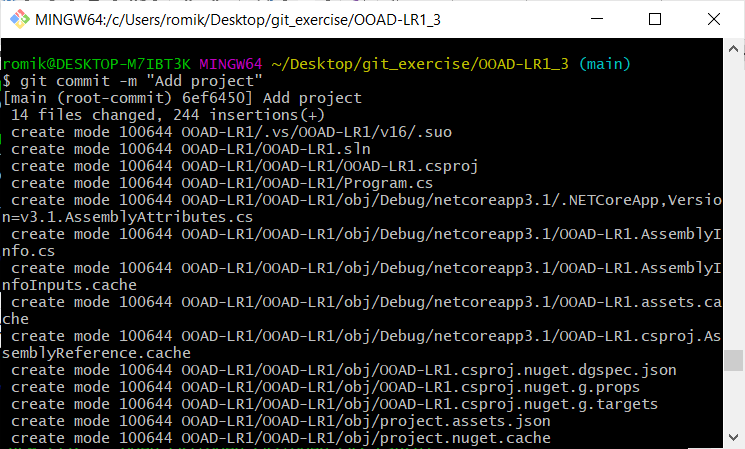 MINGW64:/c/Users/romik/Desktop/git_exercise/OOAD-LR1_3
romik@DESKTOP-M7IBT3K MINGW64 ~/Desktop/git_exercise/OOAD-LR1_3 (main)
$ git commit -m "Add project"
[main (root-commit) 6ef6450] Add project
 14 files changed, 244 insertions(+)
 create mode 100644 OOAD-LR1/.vs/OOAD-LR1/v16/.suo
 create mode 100644 OOAD-LR1/OOAD-LR1.sln
 create mode 100644 OOAD-LR1/OOAD-LR1/OOAD-LR1.csproj
 create mode 100644 OOAD-LR1/OOAD-LR1/Program.cs
 create mode 100644 OOAD-LR1/OOAD-LR1/obj/Debug/netcoreapp3.1/.NETCoreApp,Versio
n=v3.1.AssemblyAttributes.cs
 create mode 100644 OOAD-LR1/OOAD-LR1/obj/Debug/netcoreapp3.1/OOAD-LR1.AssemblyI
nfo.cs
 create mode 100644 OOAD-LR1/OOAD-LR1/obj/Debug/netcoreapp3.1/OOAD-LR1.AssemblyI
nfoInputs.cache
 create mode 100644 OOAD-LR1/OOAD-LR1/obj/Debug/netcoreapp3.1/OOAD-LR1.assets.ca
che
 create mode 100644 OOAD-LR1/OOAD-LR1/obj/Debug/netcoreapp3.1/OOAD-LR1.csproj.As
semblyReference.cache
 create mode 100644 OOAD-LR1/OOAD-LR1/obj/OOAD-LR1.csproj.nuget.dgspec.json
 create mode 100644 OOAD-LR1/OOAD-LR1/obj/OOAD-LR1.csproj.nuget.g.props
 create mode 100644 OOAD-LR1/OOAD-LR1/obj/OOAD-LR1.csproj.nuget.g.targets
 create mode 100644 OOAD-LR1/OOAD-LR1/obj/project.assets.json
 create mode 100644 OOAD-LR1/OOAD-LR1/obj/project.nuget.cache